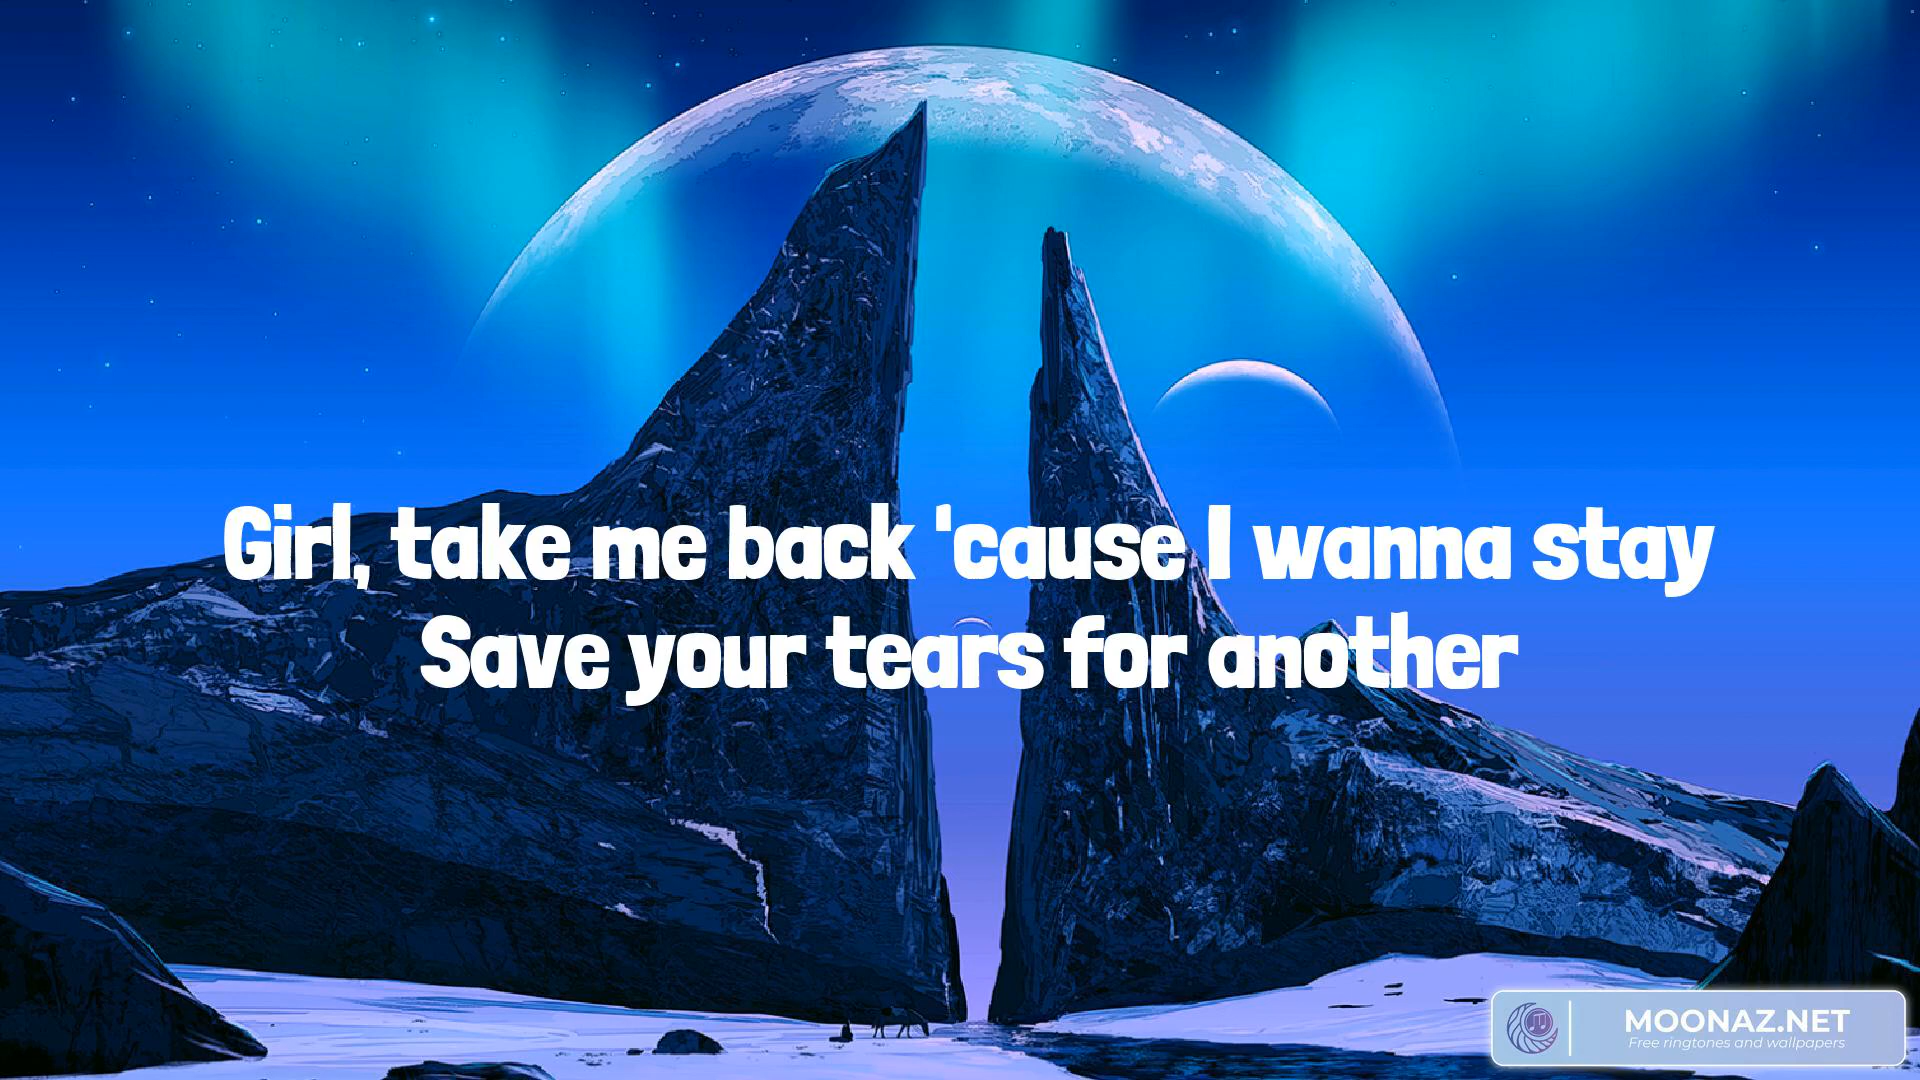 Girl, take me back 'cause I wanna stay
Save your tears for another
MOONAZ.NET
Free ringtones and wallpapers